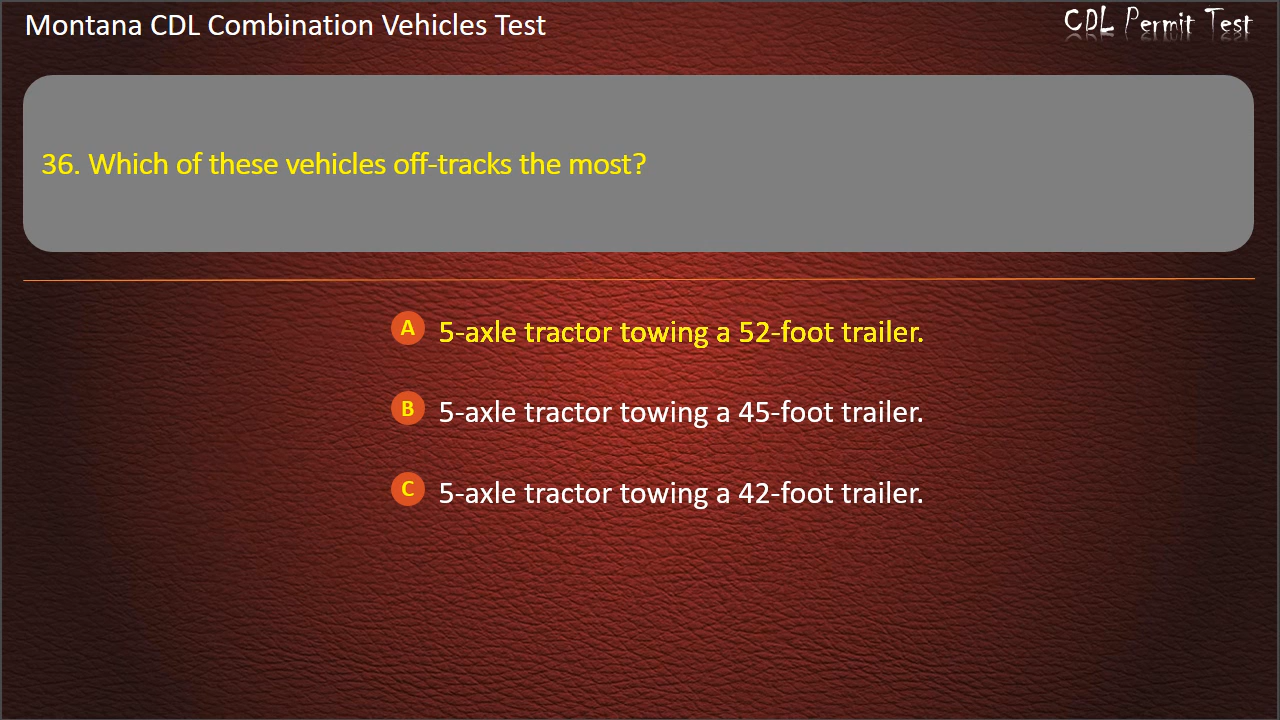 Montana CDL Combination Vehicles Test
CDL Permit Test
36. Which of these vehicles off-tracks the most?
A 5-axle tractor towing a 52-foot trailer.
B 5-axle tractor towing a 45-foot trailer.
C 5-axle tractor towing a 42-foot trailer.